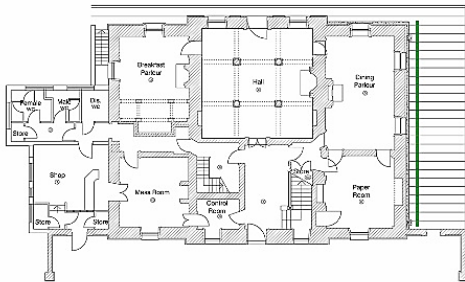 Breakfast
Parlour
Hall
Dining
Parlour
Female
WC
Male
WC
Dis.
WC
Store
Shop
Mess Room
Store
Control
Room
Paper
Room
Store
Store